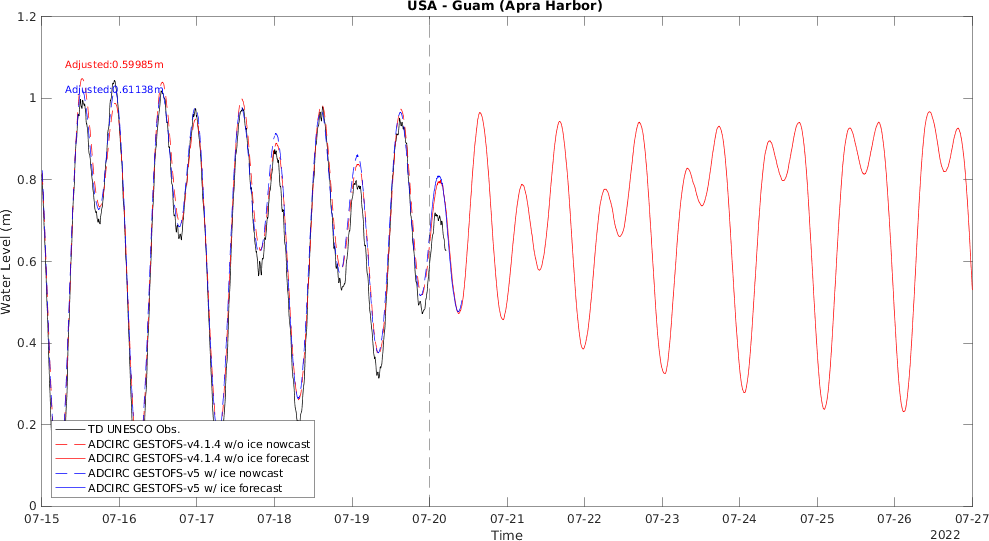 USA - Guam (Apra Harbor)
1.2
Adjusted:0.59985m
Adjusted:0.61138m
1
0.8
0.6
0.4
0.2
0
Water Level (m)
TD UNESCO Obs.
ADCIRC GESTOFS-v4.1.4 w/o ice nowcast
ADCIRC GESTOFS-v4.1.4 w/o ice forecast
ADCIRC GESTOFS-v5 w/ ice nowcast
ADCIRC GESTOFS-v5 w/ ice forecast
07-15 07-16 07-17 07-18 07-19 07-20 07-21 07-22 07-23 07-24 07-25 07-26 07-27
Time
2022